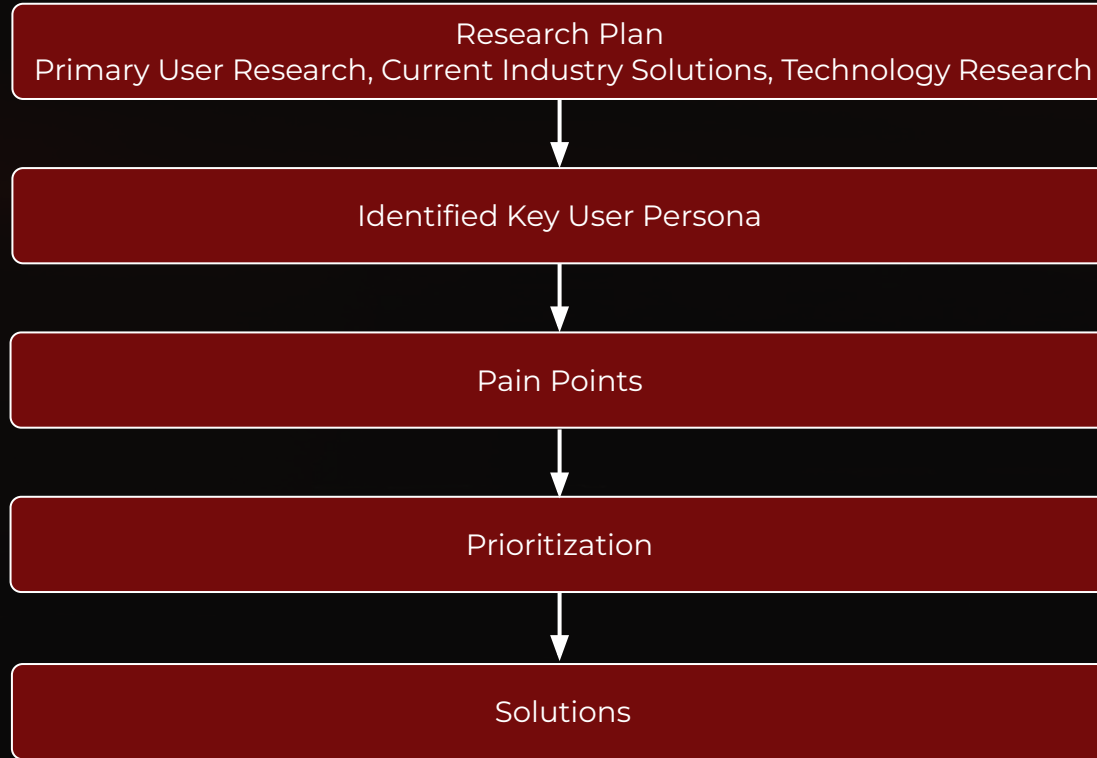 Research Plan
Primary User Research, Current Industry Solutions, Technology Research
Identified Key User Persona
Pain Points
Prioritization
Solutions